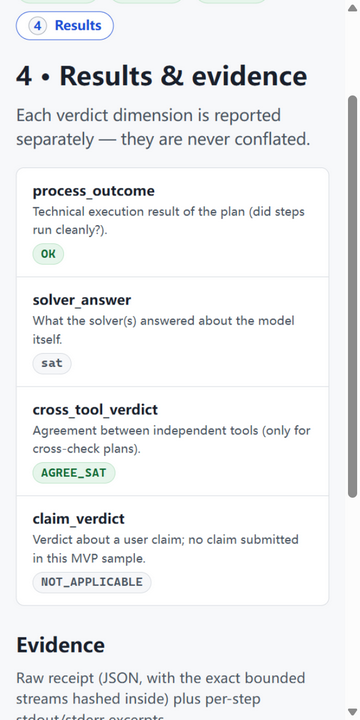 4 Results
4 • Results & evidence
Each verdict dimension is reported
separately — they are never conflated.
process_outcome
Technical execution result of the plan (did steps
run cleanly?).
OK
solver_answer
What the solver(s) answered about the model
itself.
sat
cross_tool_verdict
Agreement between independent tools (only for
cross-check plans).
AGREE_SAT
claim_verdict
Verdict about a user claim; no claim submitted
in this MVP sample.
NOT_APPLICABLE
Evidence
Raw receipt (JSON, with the exact bounded
streams hashed inside) plus per-step
stdout/stderr excerpts